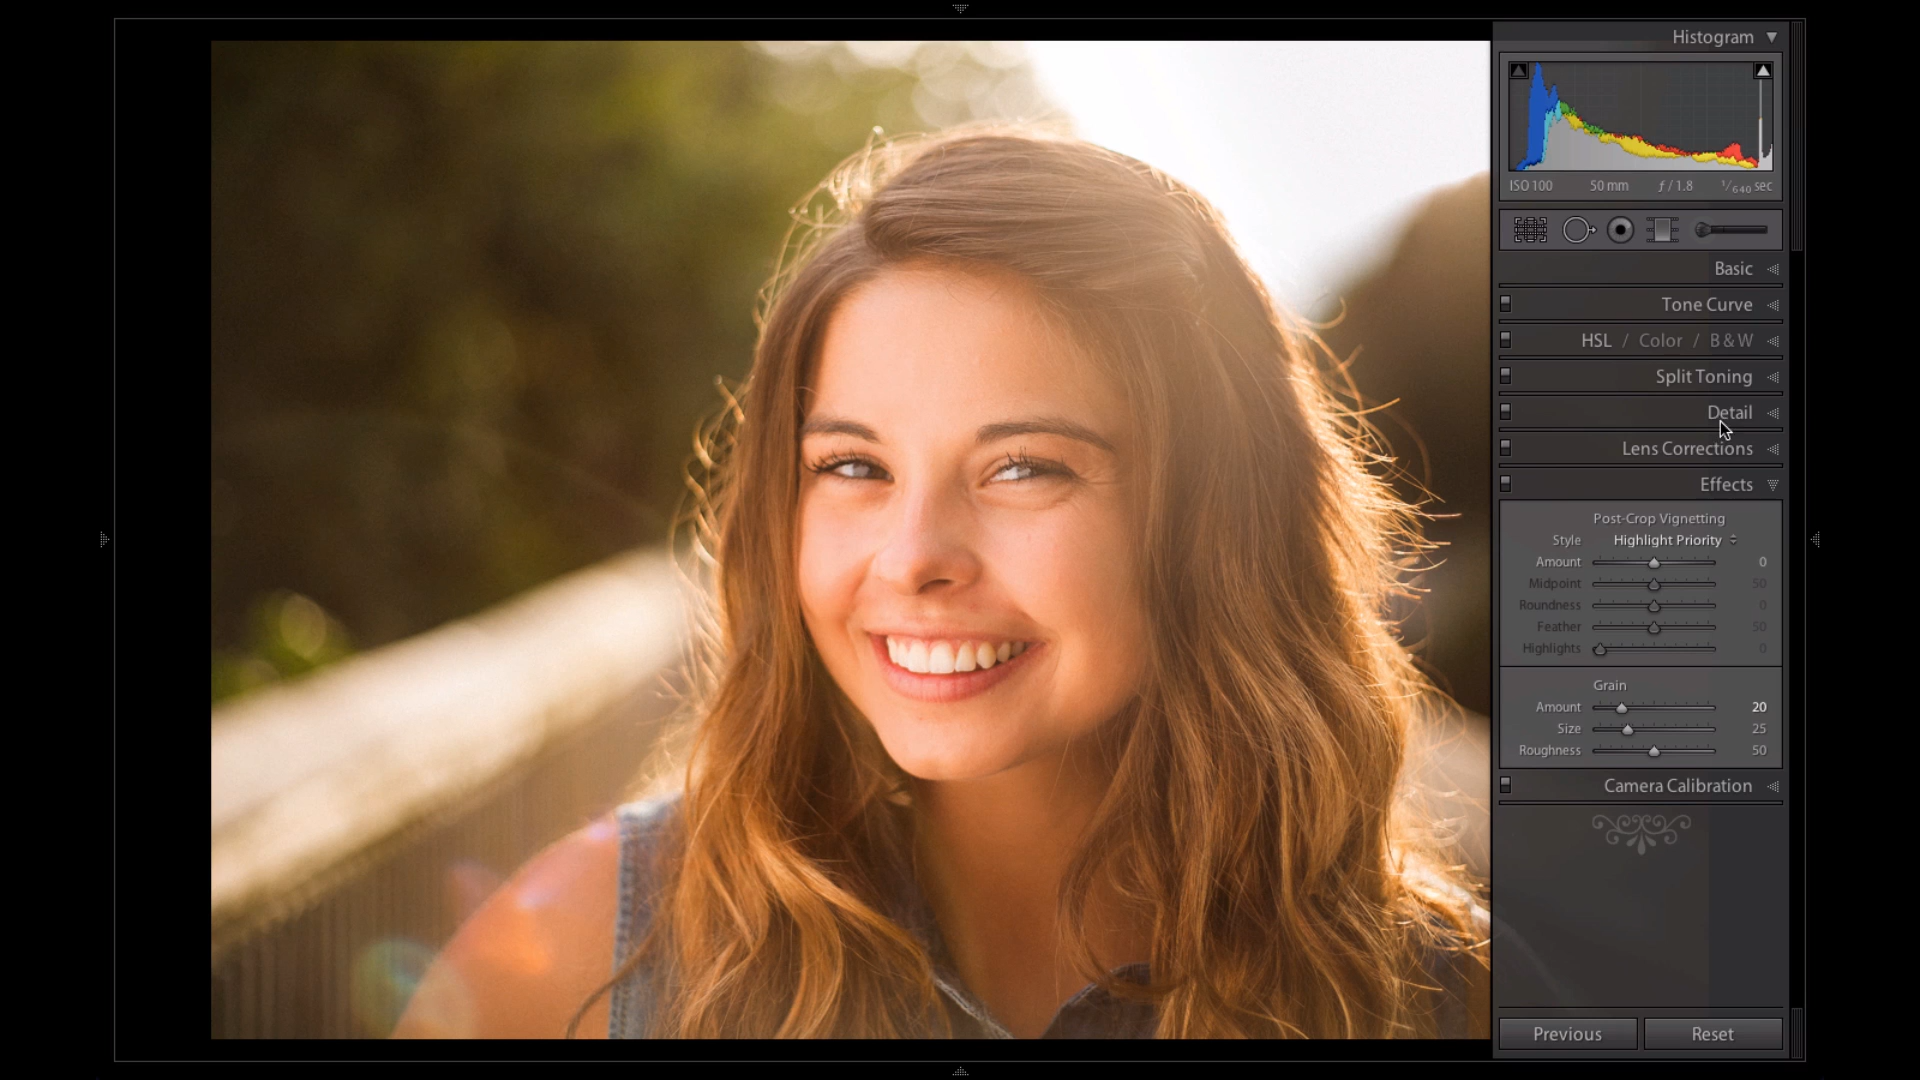 Histogram
ISO 100 50 mm ƒ / 1.8 1/640 sec
Basic
Tone Curve
HSL / Color / B & W
Split Toning
Detail
Lens Corrections
Effects
Post-Crop Vignetting
Style Highlight Priority
Amount 0
Midpoint 50
Roundness 0
Feather 50
Highlights 0
Grain
Amount 20
Size 25
Roughness 50
Camera Calibration
Previous Reset